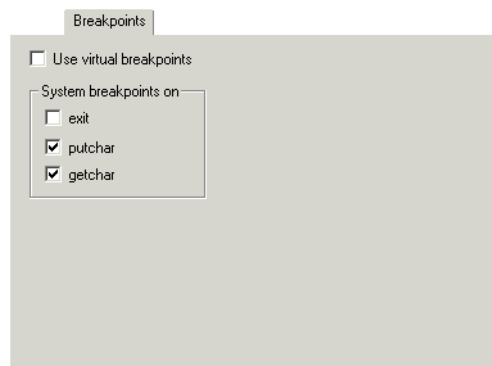 Breakpoints
Use virtual breakpoints
System breakpoints on
exit
putchar
getchar